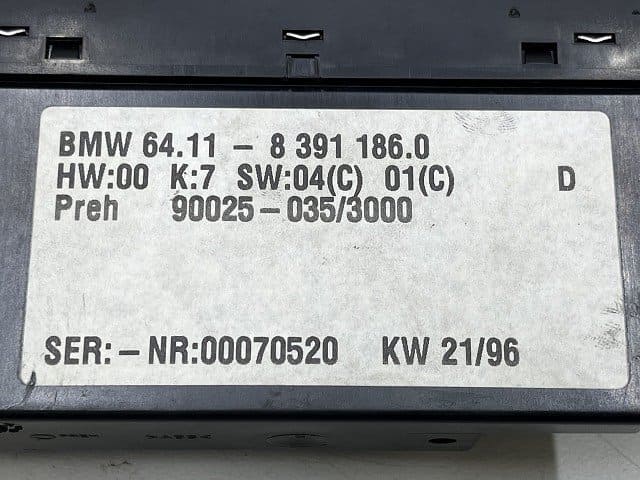 BMW 64.11 – 8 391 186.0
HW:00 K:7 SW:04(C) 01(C) D
Preh 90025–035/3000
SER:–NR:00070520 KW 21/96